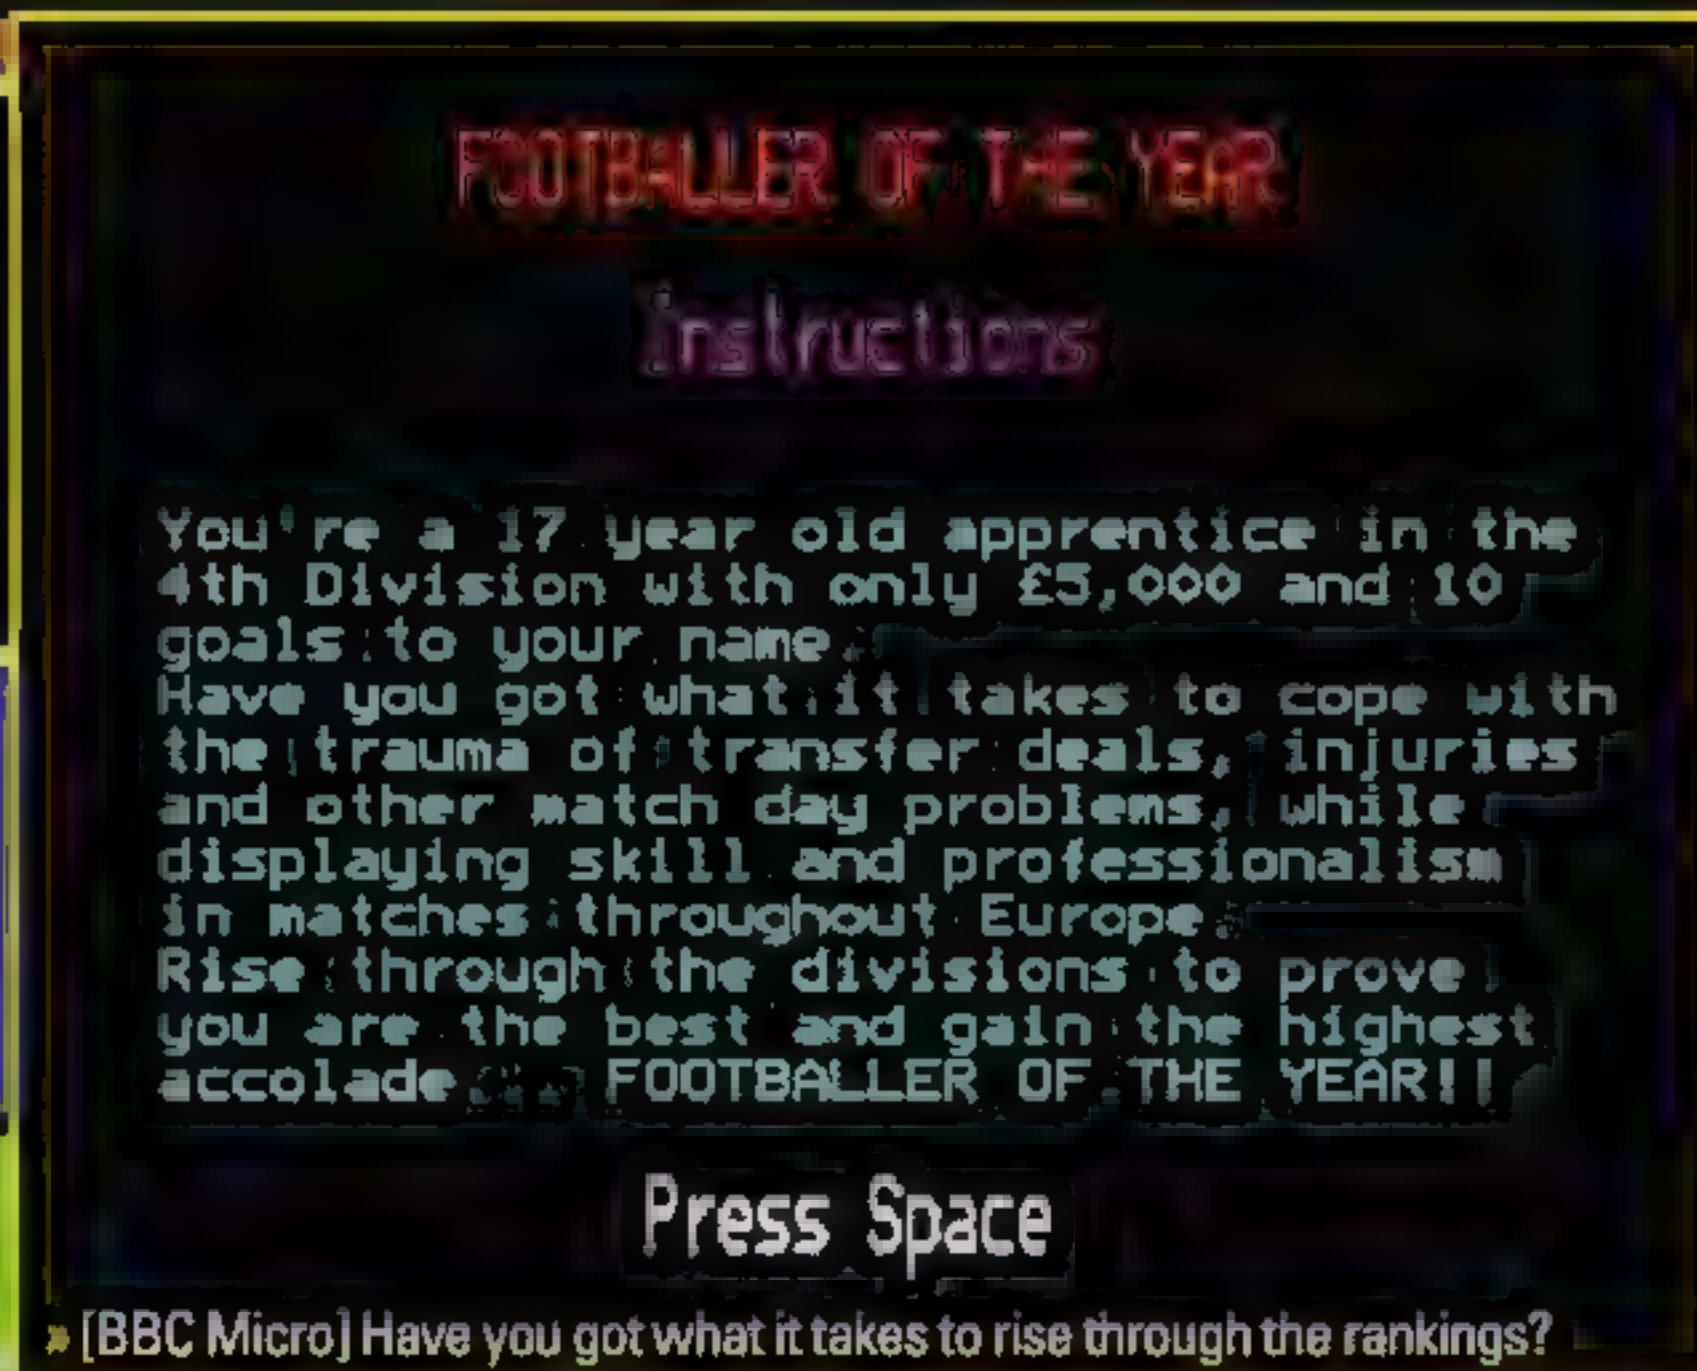 FOOTBALLER OF THE YEAR
Instructions
You're a 17 year old apprentice in the
4th Division with only £5,000 and 10
goals to your name.
Have you got what it takes to cope with
the trauma of transfer deals, injuries
and other match day problems, while
displaying skill and professionalism
in matches throughout Europe.
Rise through the divisions to prove
you are the best and gain the highest
accolade... FOOTBALLER OF THE YEAR!!
Press Space
» [BBC Micro] Have you got what it takes to rise through the rankings?